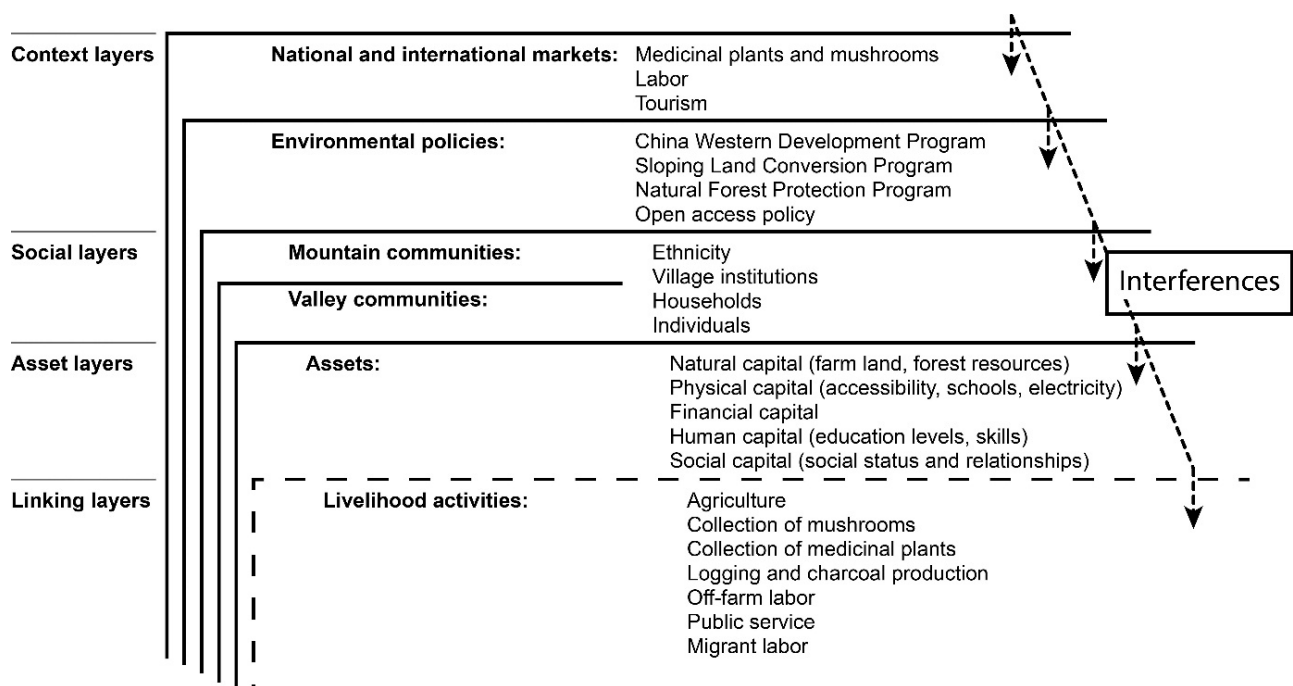 Context layers
National and international markets:
Medicinal plants and mushrooms
Labor
Tourism
Environmental policies:
China Western Development Program
Sloping Land Conversion Program
Natural Forest Protection Program
Open access policy
Social layers
Mountain communities:
Ethnicity
Village institutions
Valley communities:
Households
Individuals
Interferences
Asset layers
Assets:
Natural capital (farm land, forest resources)
Physical capital (accessibility, schools, electricity)
Financial capital
Human capital (education levels, skills)
Social capital (social status and relationships)
Linking layers
Livelihood activities:
Agriculture
Collection of mushrooms
Collection of medicinal plants
Logging and charcoal production
Off-farm labor
Public service
Migrant labor